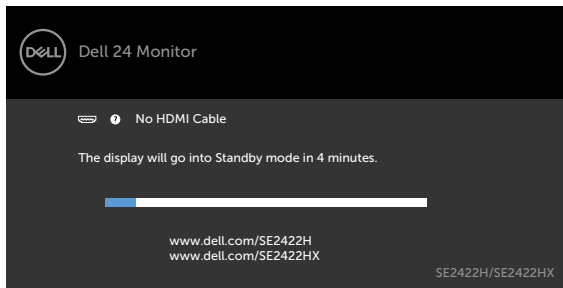 DELL
Dell 24 Monitor
? No HDMI Cable
The display will go into Standby mode in 4 minutes.
www.dell.com/SE2422H
www.dell.com/SE2422HX
SE2422H/SE2422HX